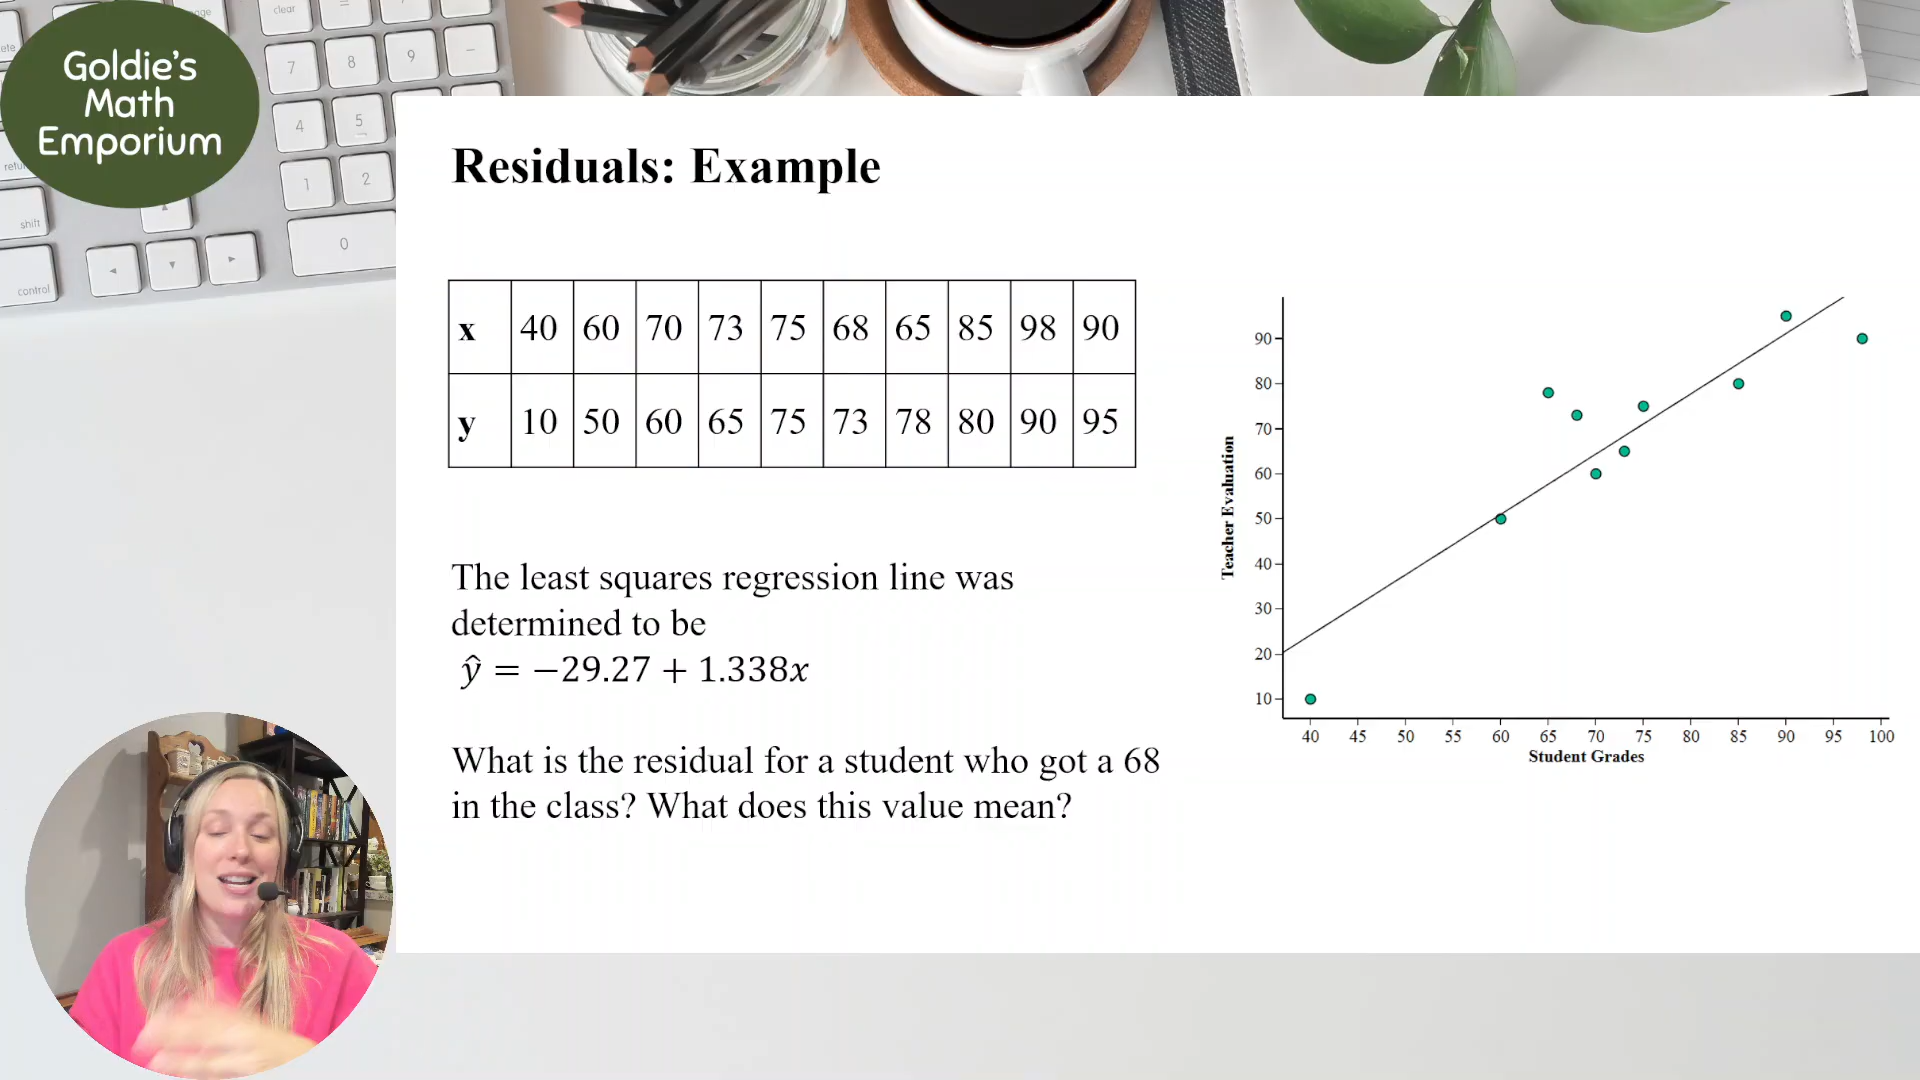 Goldie's
Math
Emporium
clear
7 8 9 −
4 5
1 2
0
shift
control
Residuals: Example
x 40 60 70 73 75 68 65 85 98 90
y 10 50 60 65 75 73 78 80 90 95
The least squares regression line was
determined to be
ŷ = −29.27 + 1.338x
What is the residual for a student who got a 68
in the class? What does this value mean?
Teacher Evaluation
90
80
70
60
50
40
30
20
10
40 45 50 55 60 65 70 75 80 85 90 95 100
Student Grades